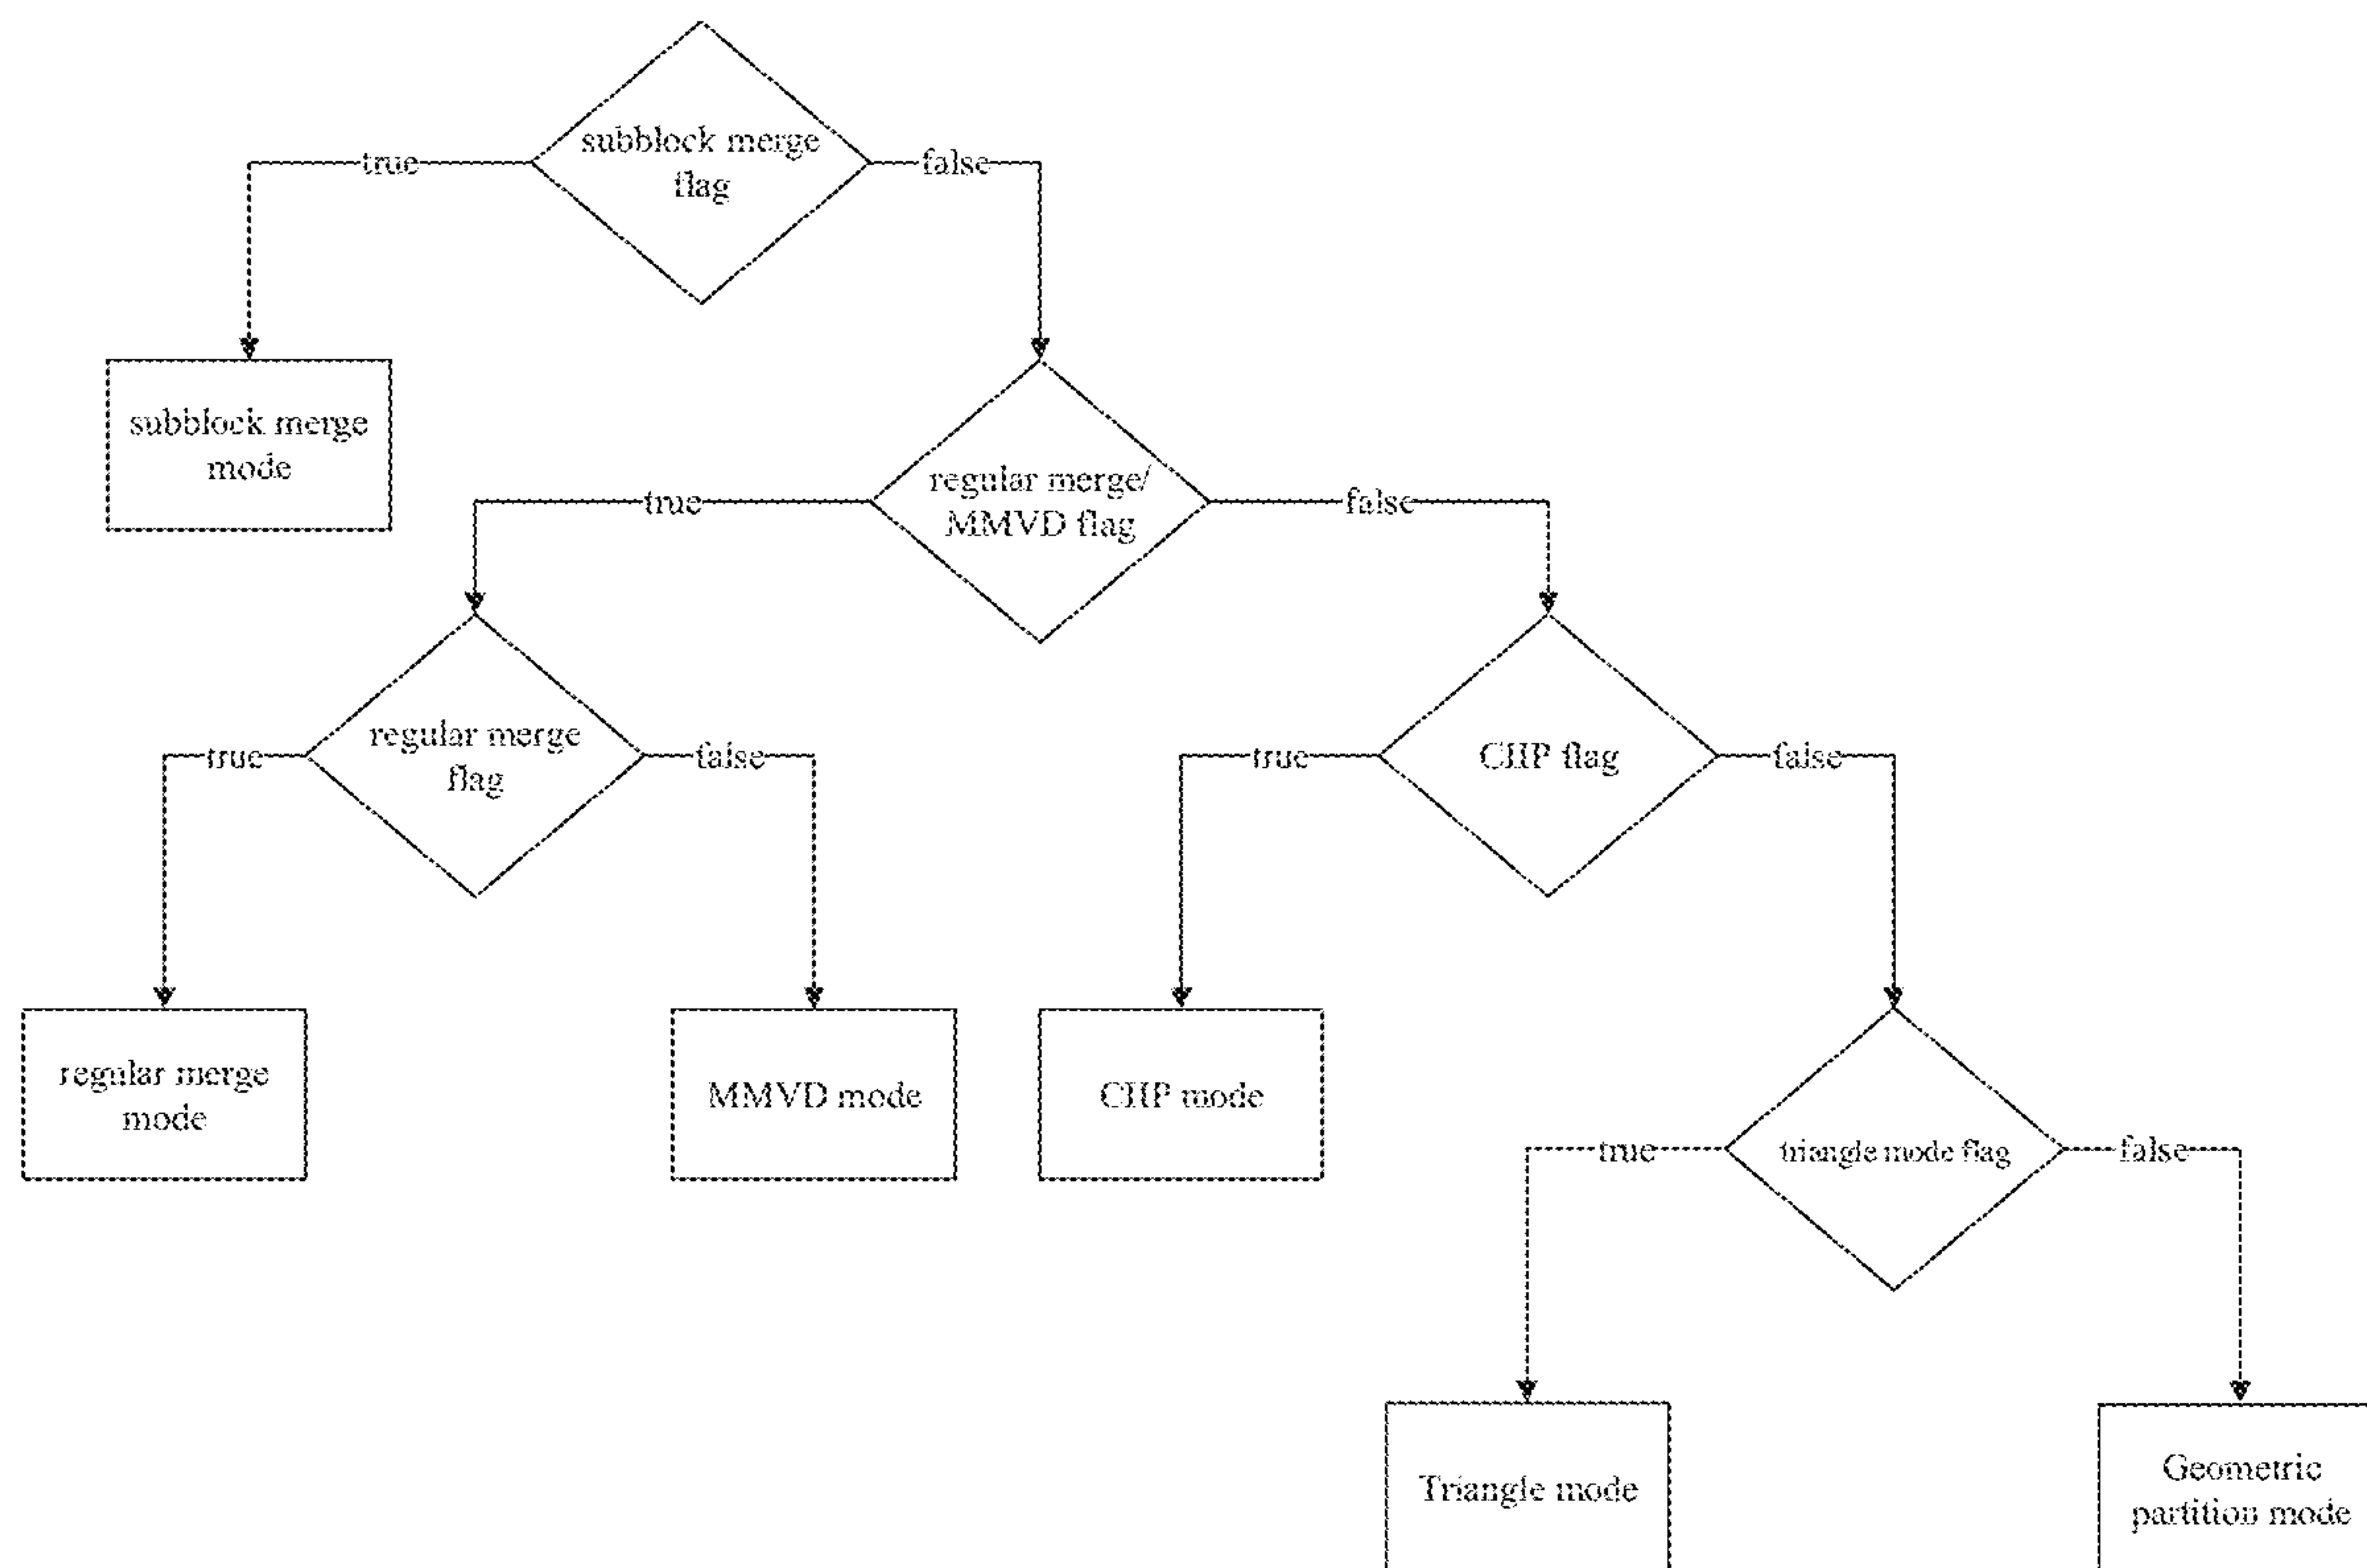 subblock merge
flag
true
false
subblock merge
mode
regular merge/
MMVD flag
true
false
regular merge
flag
true
false
CHP flag
true
false
regular merge
mode
MMVD mode
CHP mode
triangle mode flag
true
false
Triangle mode
Geometric
partition mode